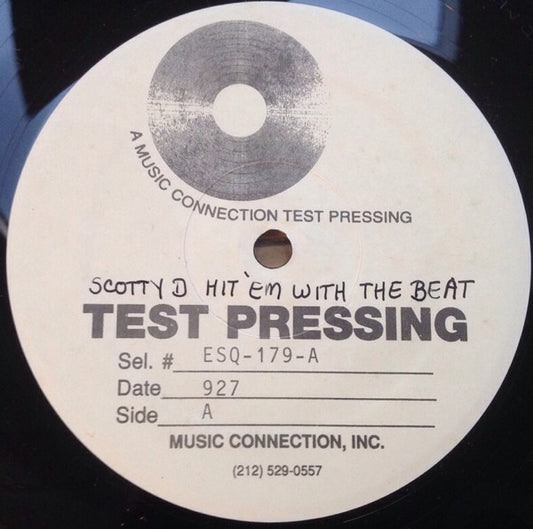 A MUSIC CONNECTION TEST PRESSING
SCOTTY D HIT 'EM WITH THE BEAT
TEST PRESSING
Sel. # ESQ-179-A
Date 927
Side A
MUSIC CONNECTION, INC.
(212) 529-0557